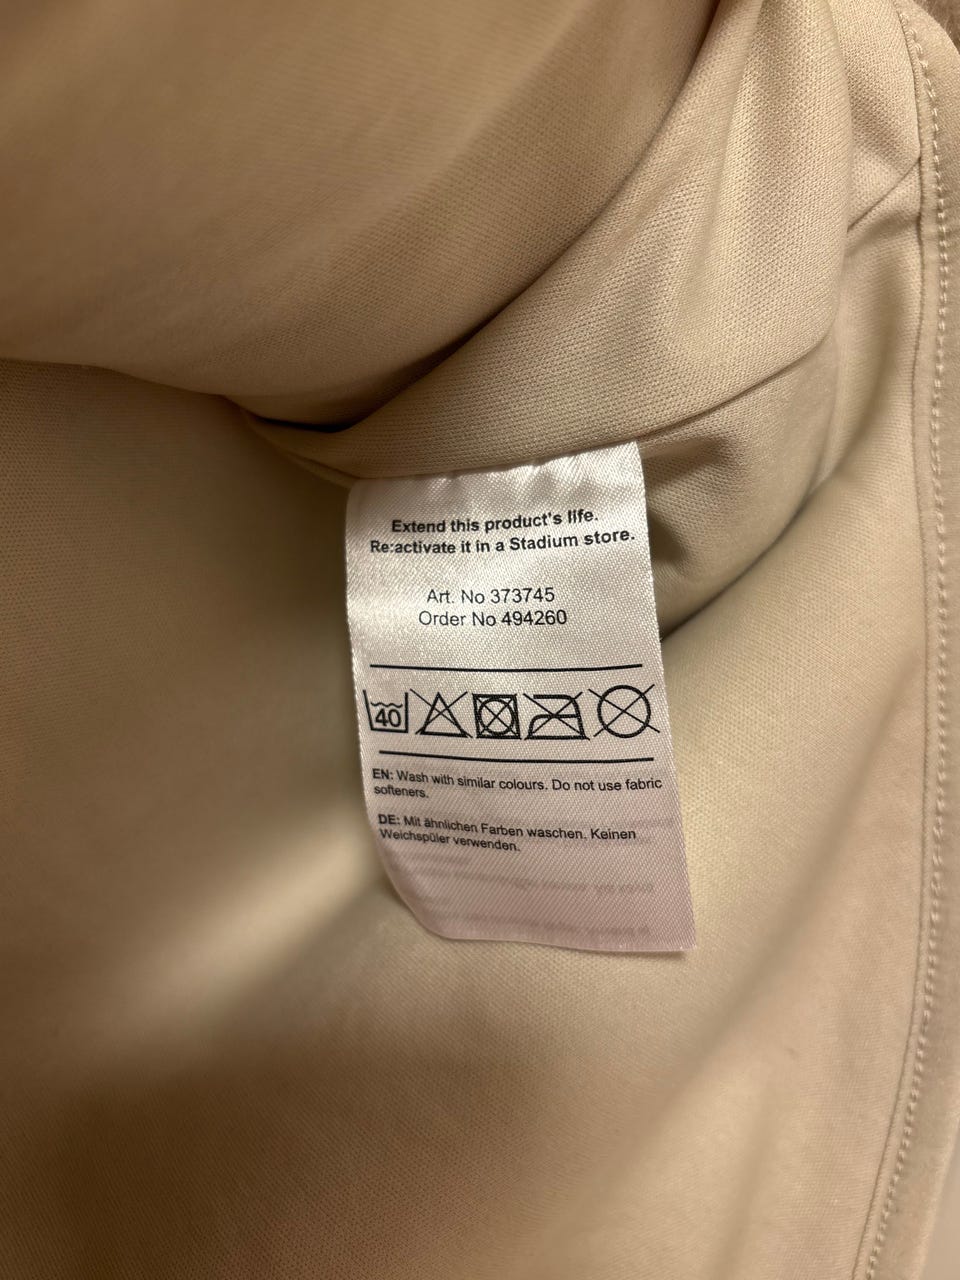 Extend this product's life.
Re:activate it in a Stadium store.
Art. No 373745
Order No 494260
40
EN: Wash with similar colours. Do not use fabric
softeners.
DE: Mit ähnlichen Farben waschen. Keinen
Weichspüler verwenden.